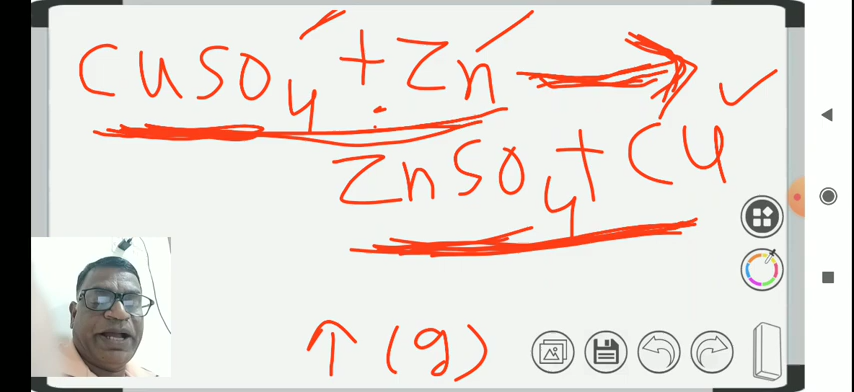 CuSO₄ + Zn →
ZnSO₄ + Cu
↑ (g)